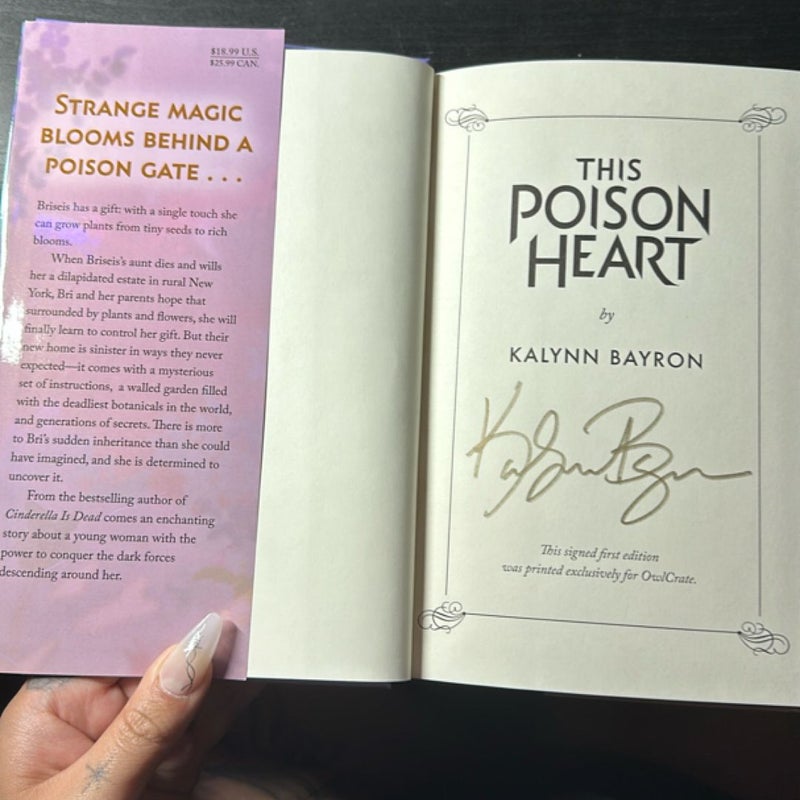 $18.99 U.S.
$25.99 CAN.
STRANGE MAGIC
BLOOMS BEHIND A
POISON GATE . . .
Briseis has a gift: with a single touch she
can grow plants from tiny seeds to rich
blooms.
When Briseis's aunt dies and wills
her a dilapidated estate in rural New
York, Bri and her parents hope that
surrounded by plants and flowers, she will
finally learn to control her gift. But their
new home is sinister in ways they never
expected—it comes with a mysterious
set of instructions, a walled garden filled
with the deadliest botanicals in the world,
and generations of secrets. There is more
to Bri's sudden inheritance than she could
have imagined, and she is determined to
uncover it.
From the bestselling author of
Cinderella Is Dead comes an enchanting
story about a young woman with the
power to conquer the dark forces
descending around her.
THIS
POISON
HEART
by
KALYNN BAYRON
Kalynn Bayron
This signed first edition
was printed exclusively for OwlCrate.